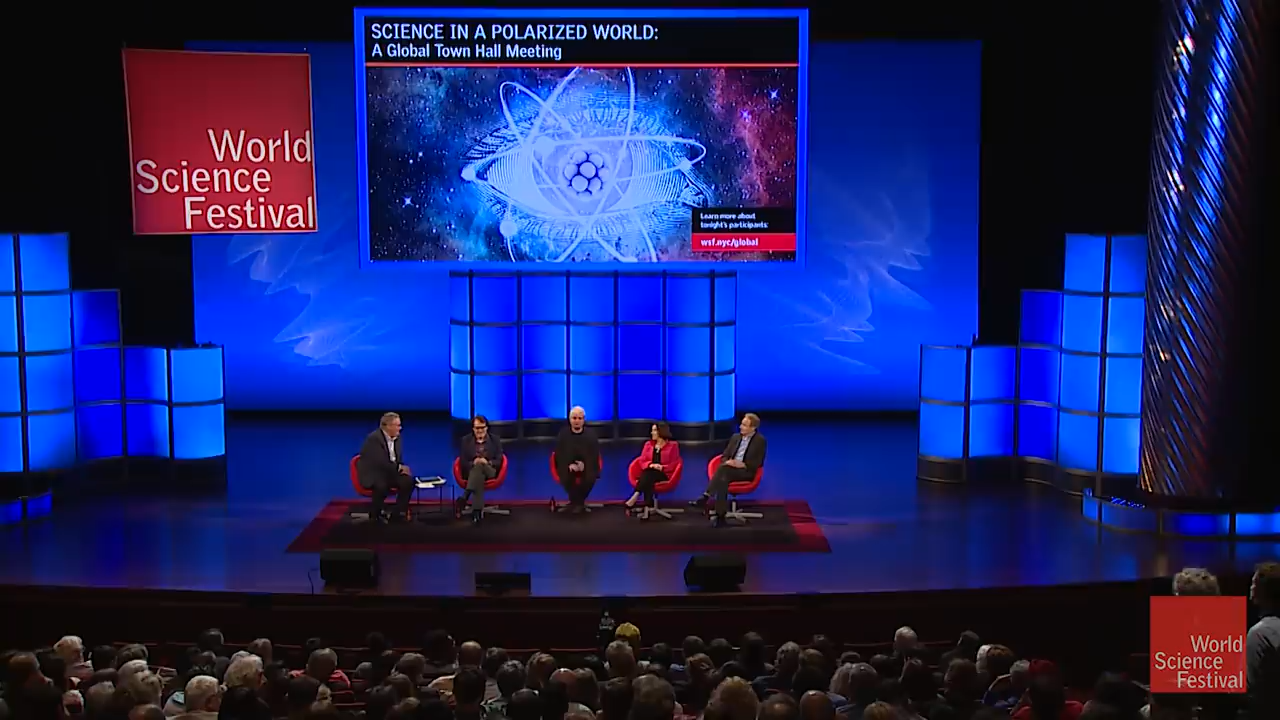 SCIENCE IN A POLARIZED WORLD:
A Global Town Hall Meeting
World
Science
Festival
Learn more about
tonight's participants:
wsf.nyc/global
World
Science
Festival